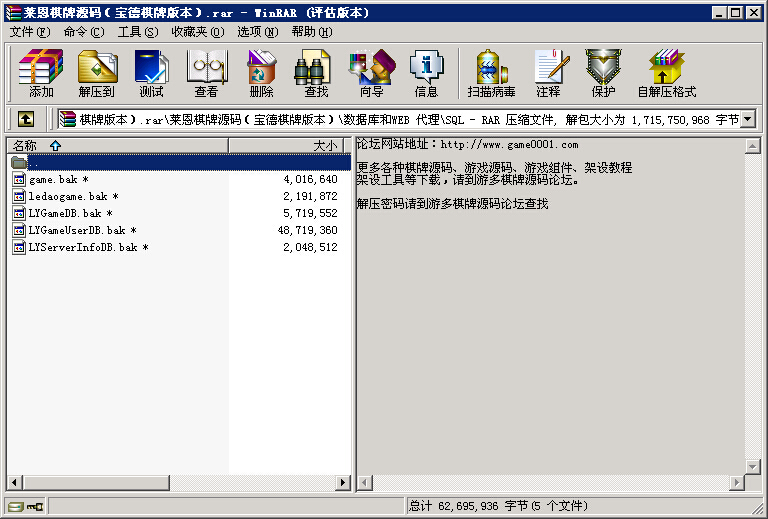 莱恩棋牌源码(宝德棋牌版本).rar - WinRAR (评估版本)
文件(F) 命令(C) 工具(S) 收藏夹(O) 选项(N) 帮助(H)
添加 解压到 测试 查看 删除 查找 向导 信息 扫描病毒 注释 保护 自解压格式
棋牌版本).rar\莱恩棋牌源码(宝德棋牌版本)\数据库和WEB 代理\SQL - RAR 压缩文件, 解包大小为 1,715,750,968 字节
名称 大小
..
game.bak * 4,016,640
ledaogame.bak * 2,191,872
LYGameDB.bak * 5,719,552
LYGameUserDB.bak * 48,719,360
LYServerInfoDB.bak * 2,048,512
论坛网站地址：http://www.game0001.com
更多各种棋牌源码、游戏源码、游戏组件、架设教程
架设工具等下载，请到游多棋牌源码论坛。
解压密码请到游多棋牌源码论坛查找
总计 62,695,936 字节(5 个文件)